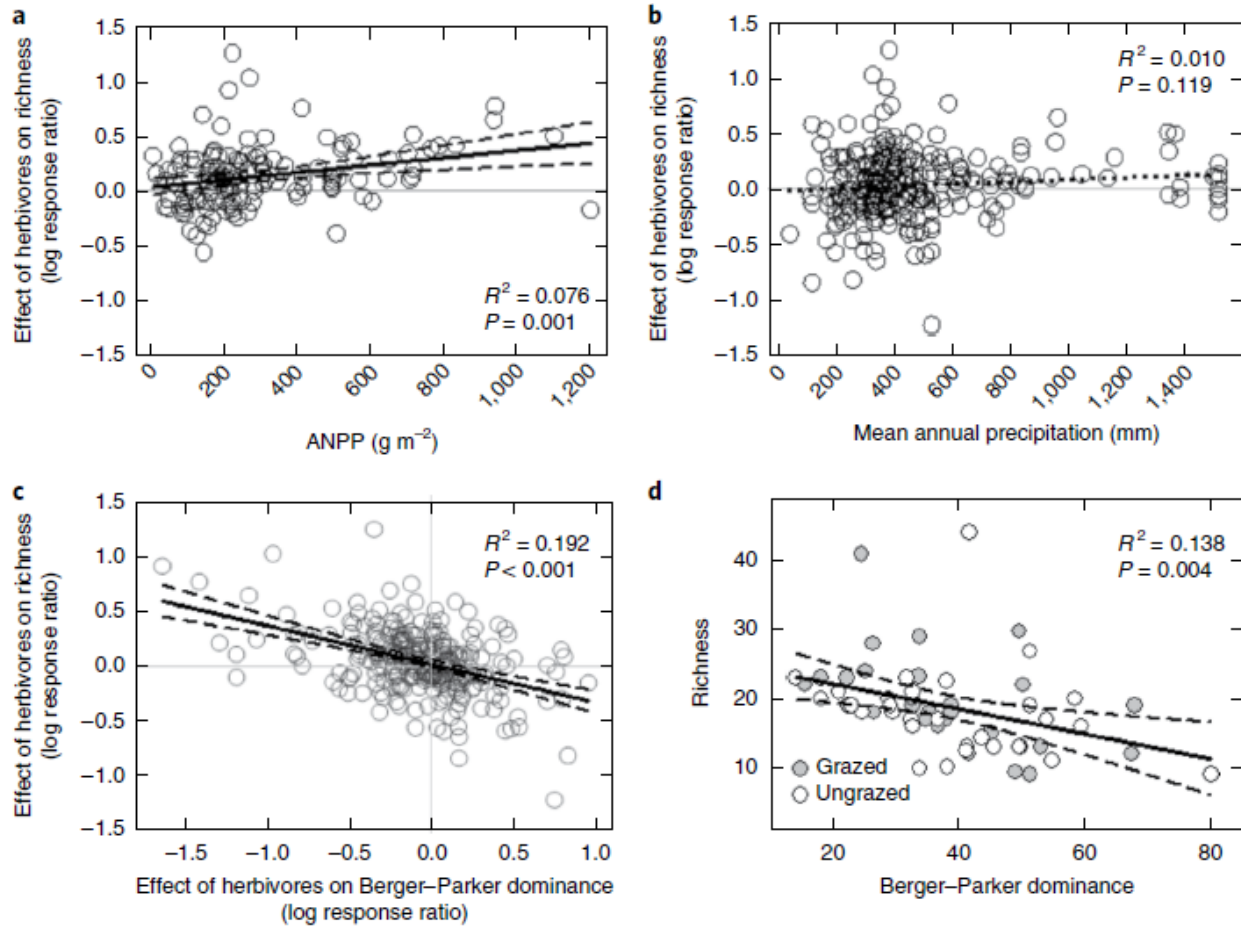 a
1.5
1.0
0.5
0.0
−0.5
−1.0
−1.5
Effect of herbivores on richness
(log response ratio)
R² = 0.076
P = 0.001
0
200
400
600
800
1,000
1,200
ANPP (g m⁻²)
b
1.5
1.0
0.5
0.0
−0.5
−1.0
−1.5
Effect of herbivores on richness
(log response ratio)
R² = 0.010
P = 0.119
0
200
400
600
800
1,000
1,200
1,400
Mean annual precipitation (mm)
c
1.5
1.0
0.5
0.0
−0.5
−1.0
−1.5
Effect of herbivores on richness
(log response ratio)
R² = 0.192
P < 0.001
−1.5
−1.0
−0.5
0.0
0.5
1.0
Effect of herbivores on Berger–Parker dominance
(log response ratio)
d
40
30
20
10
Richness
R² = 0.138
P = 0.004
Grazed
Ungrazed
20
40
60
80
Berger–Parker dominance